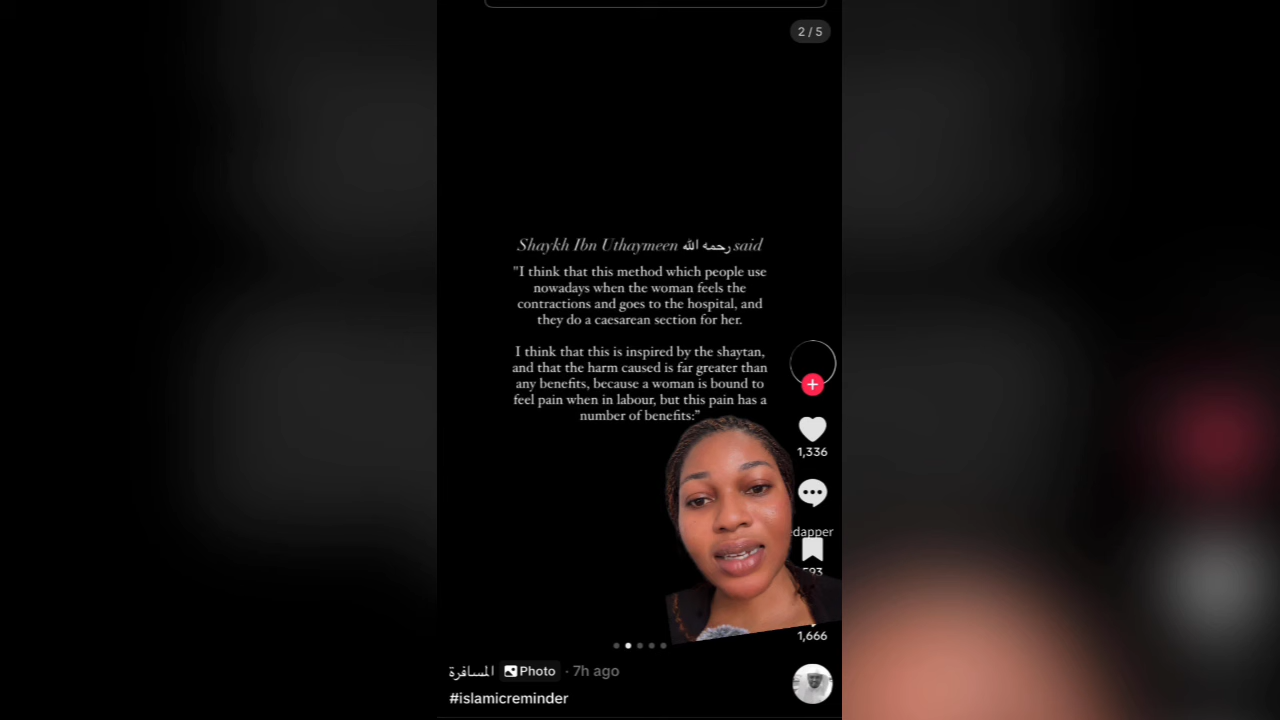 2 / 5
Shaykh Ibn Uthaymeen رحمه الله said
"I think that this method which people use
nowadays when the woman feels the
contractions and goes to the hospital, and
they do a caesarean section for her.
I think that this is inspired by the shaytan,
and that the harm caused is far greater than
any benefits, because a woman is bound to
feel pain when in labour, but this pain has a
number of benefits:"
1,336
edapper
593
1,666
المسافرة Photo · 7h ago
#islamicreminder